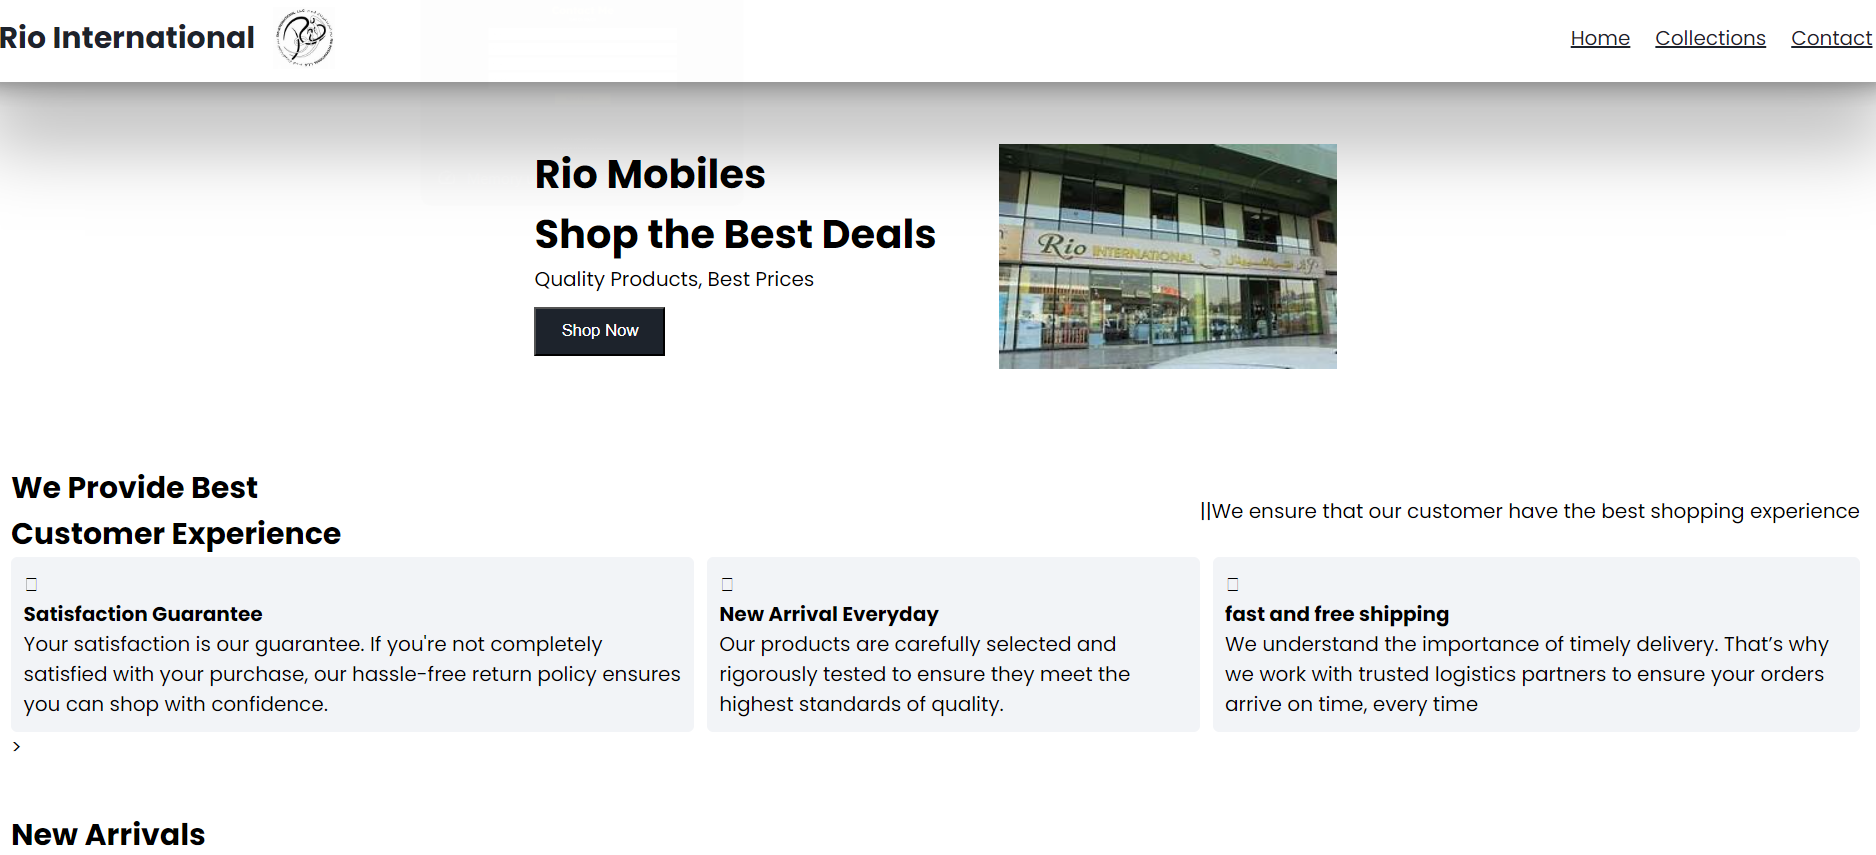 Rio International
Home Collections Contact
Rio Mobiles
Shop the Best Deals
Quality Products, Best Prices
Shop Now
Rio INTERNATIONAL
We Provide Best
Customer Experience
||We ensure that our customer have the best shopping experience
Satisfaction Guarantee
Your satisfaction is our guarantee. If you're not completely
satisfied with your purchase, our hassle-free return policy ensures
you can shop with confidence.
New Arrival Everyday
Our products are carefully selected and
rigorously tested to ensure they meet the
highest standards of quality.
fast and free shipping
We understand the importance of timely delivery. That’s why
we work with trusted logistics partners to ensure your orders
arrive on time, every time
>
New Arrivals